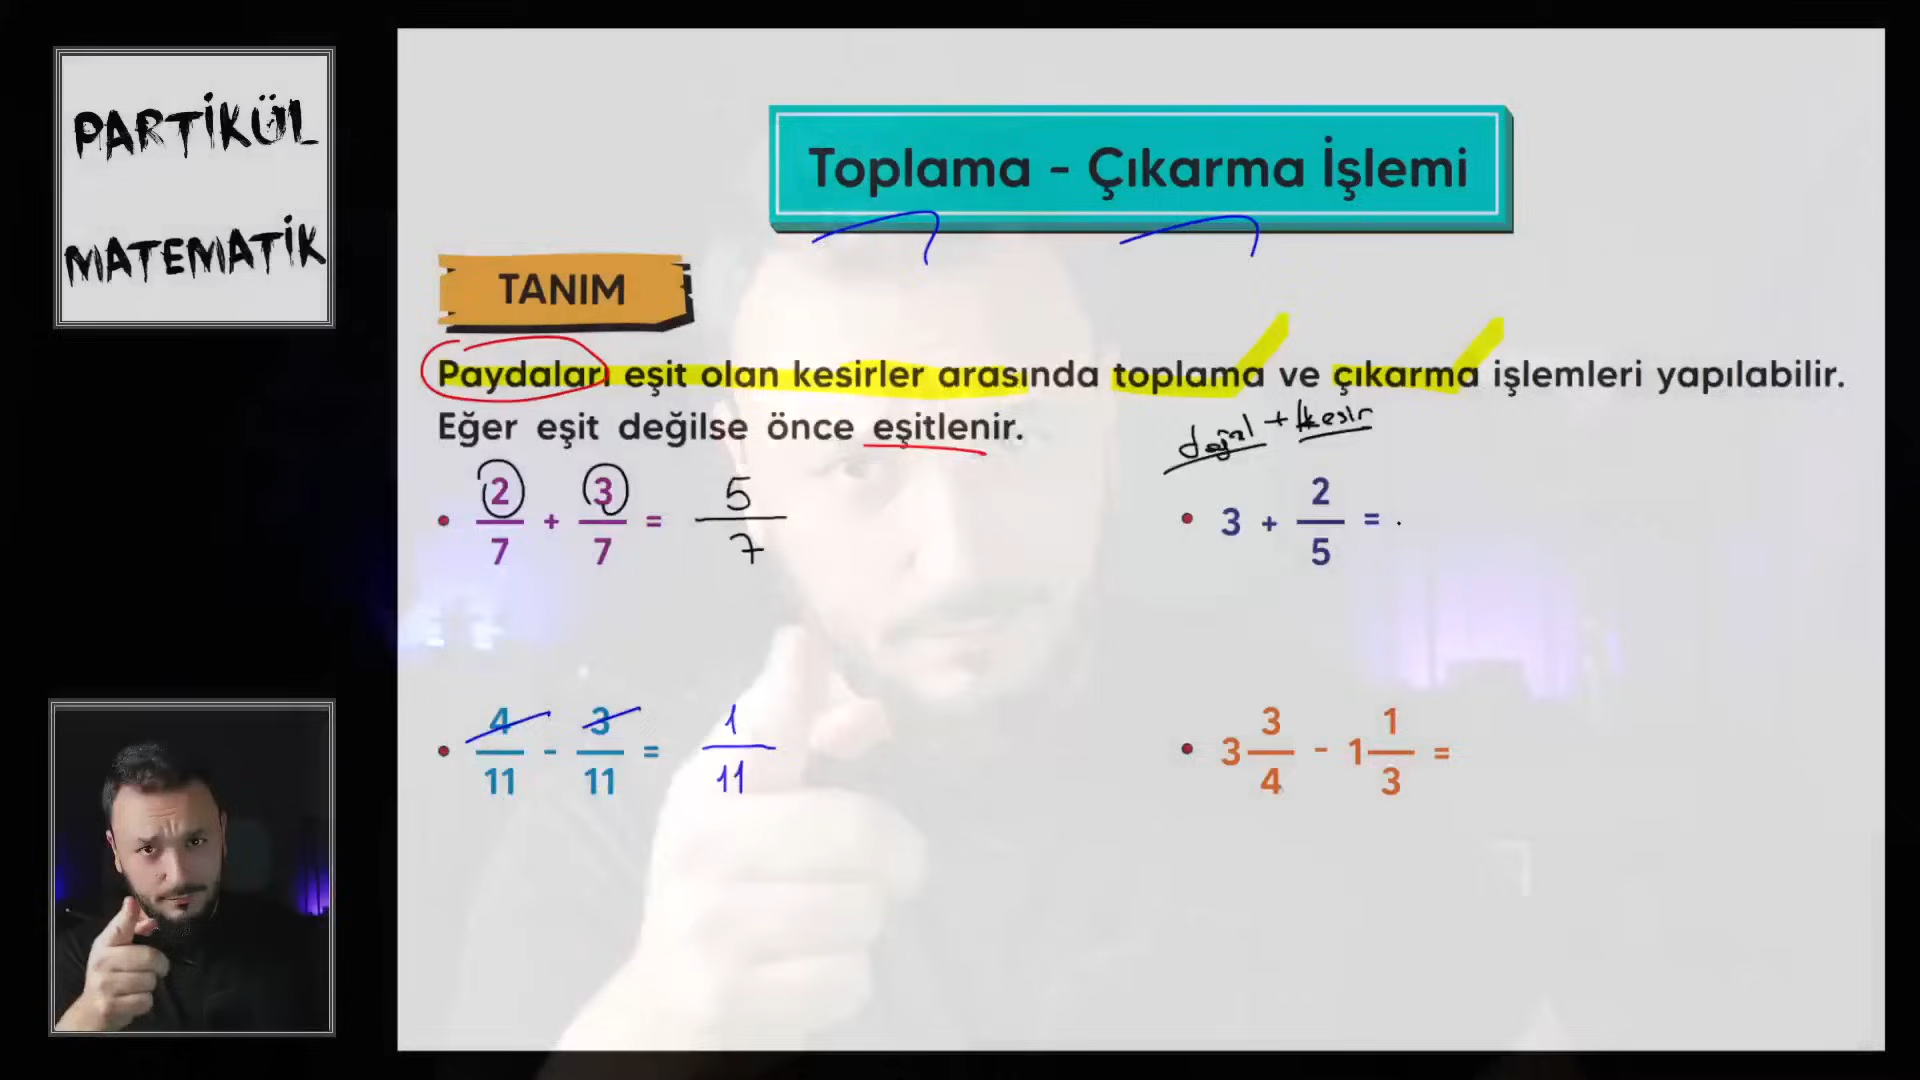 PARTİKÜL
MATEMATİK
Toplama - Çıkarma İşlemi
TANIM
Paydaları eşit olan kesirler arasında toplama ve çıkarma işlemleri yapılabilir.
Eğer eşit değilse önce eşitlenir.
doğal + kesir
• 2/7 + 3/7 = 5/7
• 3 + 2/5 =
• 4/11 - 3/11 = 1/11
• 3 3/4 - 1 1/3 =